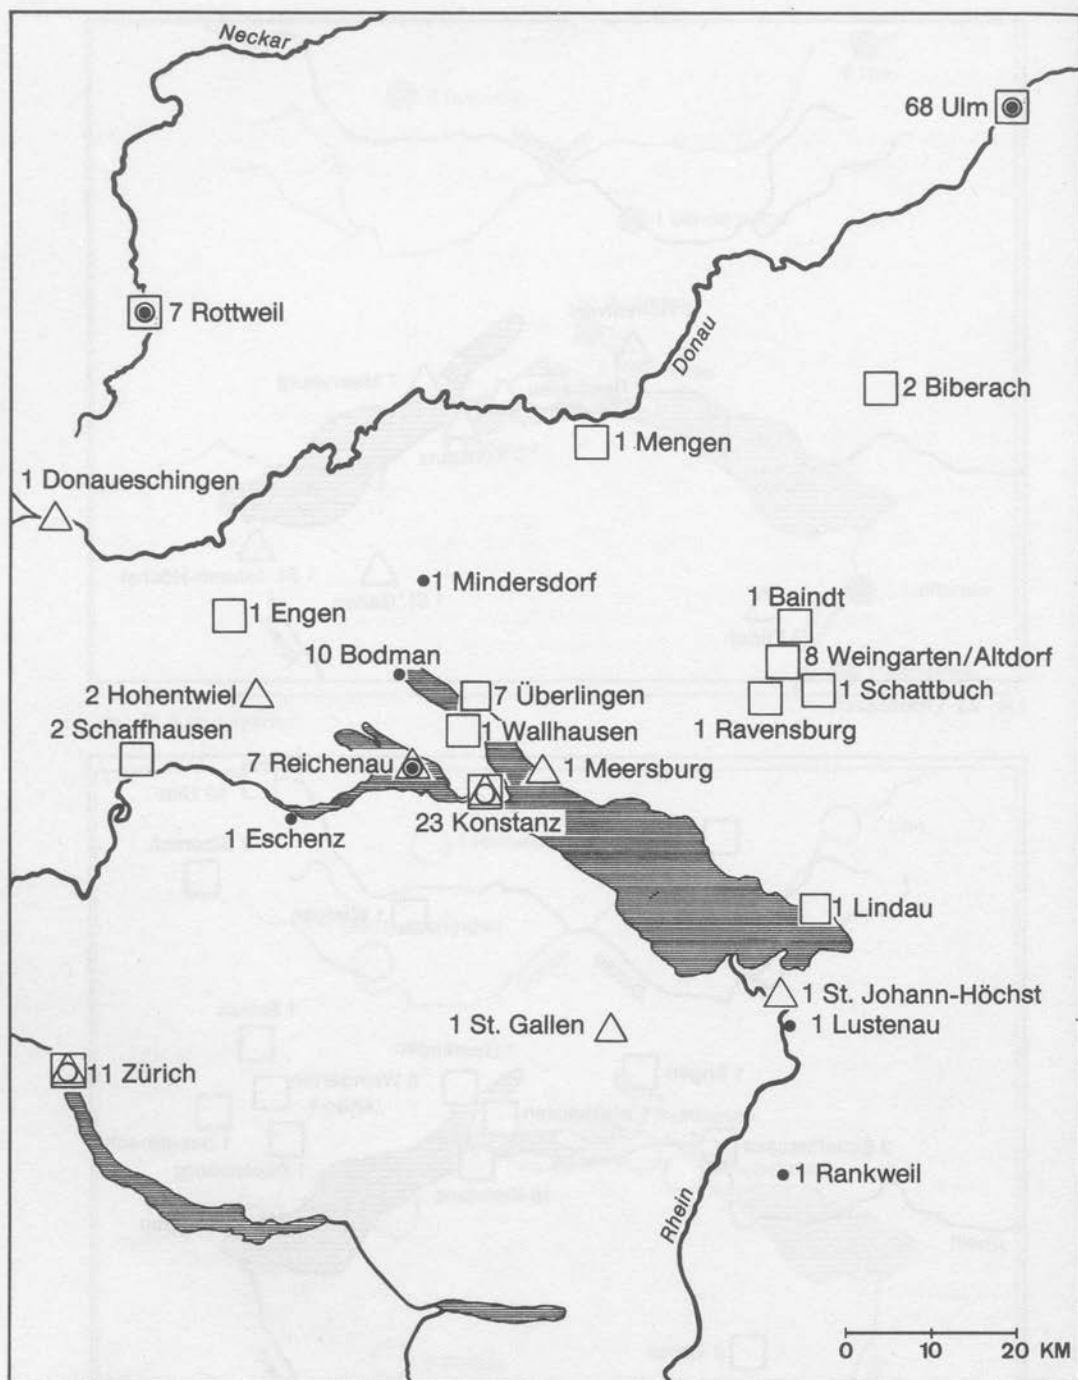 Neckar
68 Ulm
7 Rottweil
Donau
2 Biberach
1 Mengen
1 Donaueschingen
1 Mindersdorf
1 Engen
1 Baindt
10 Bodman
8 Weingarten/Altdorf
2 Hohentwiel
7 Überlingen
1 Schattbuch
2 Schaffhausen
1 Wallhausen
1 Ravensburg
7 Reichenau
1 Meersburg
1 Eschenz
23 Konstanz
1 Lindau
1 St. Johann-Höchst
1 St. Gallen
1 Lustenau
11 Zürich
1 Rankweil
Rhein
0 10 20 KM